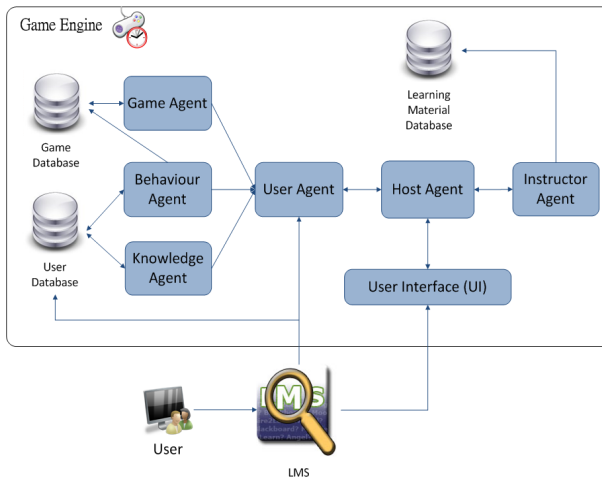 Game Engine
Game Agent
Game
Database
Learning
Material
Database
Behaviour
Agent
User Agent
Host Agent
Instructor
Agent
User
Database
Knowledge
Agent
User Interface (UI)
LMS
User
LMS